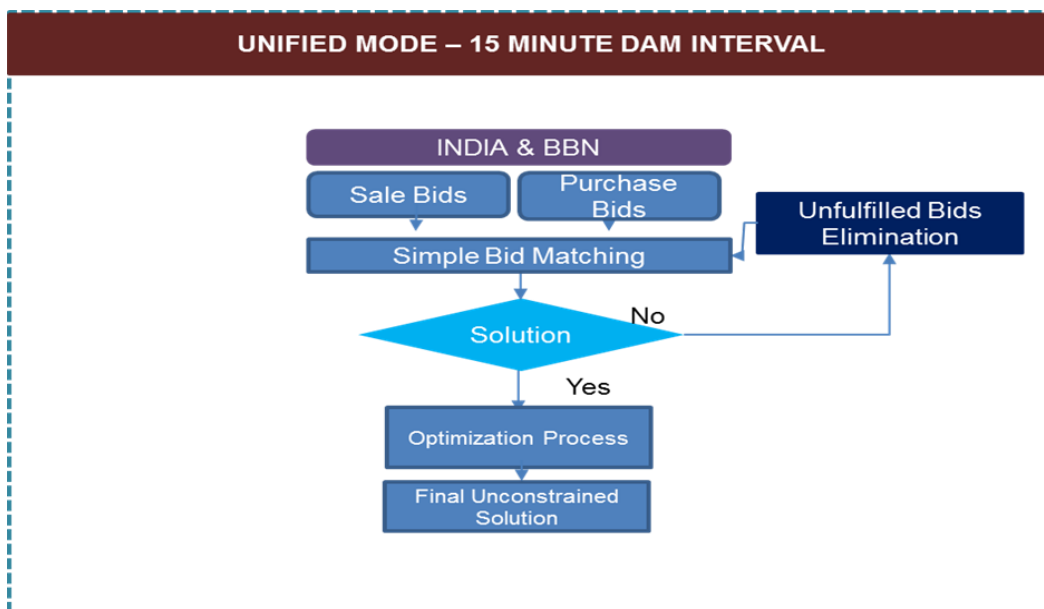 UNIFIED MODE – 15 MINUTE DAM INTERVAL
INDIA & BBN
Sale Bids
Purchase
Bids
Unfulfilled Bids
Elimination
Simple Bid Matching
No
Solution
Yes
Optimization Process
Final Unconstrained
Solution